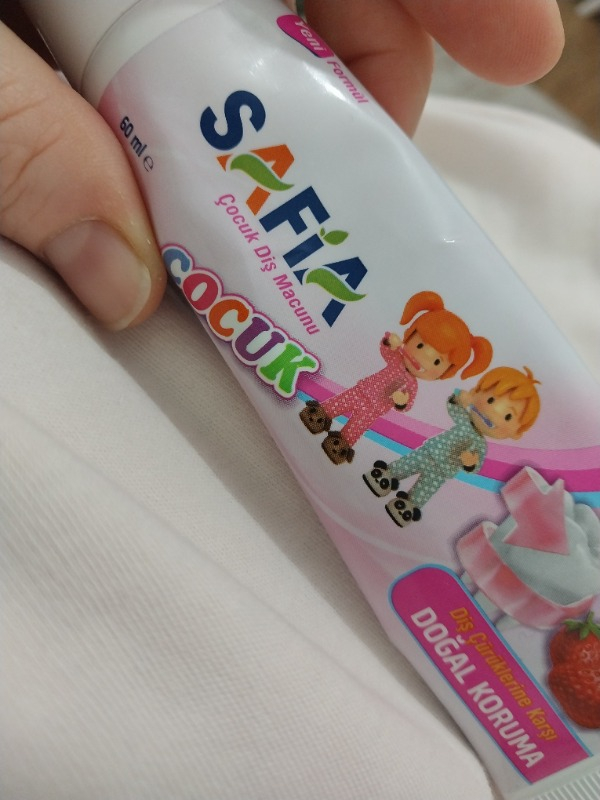 Yeni Formül
60 ml e
SAFiA
Çocuk Diş Macunu
ÇOCUK
Diş Çürüklerine Karşı
DOĞAL KORUMA